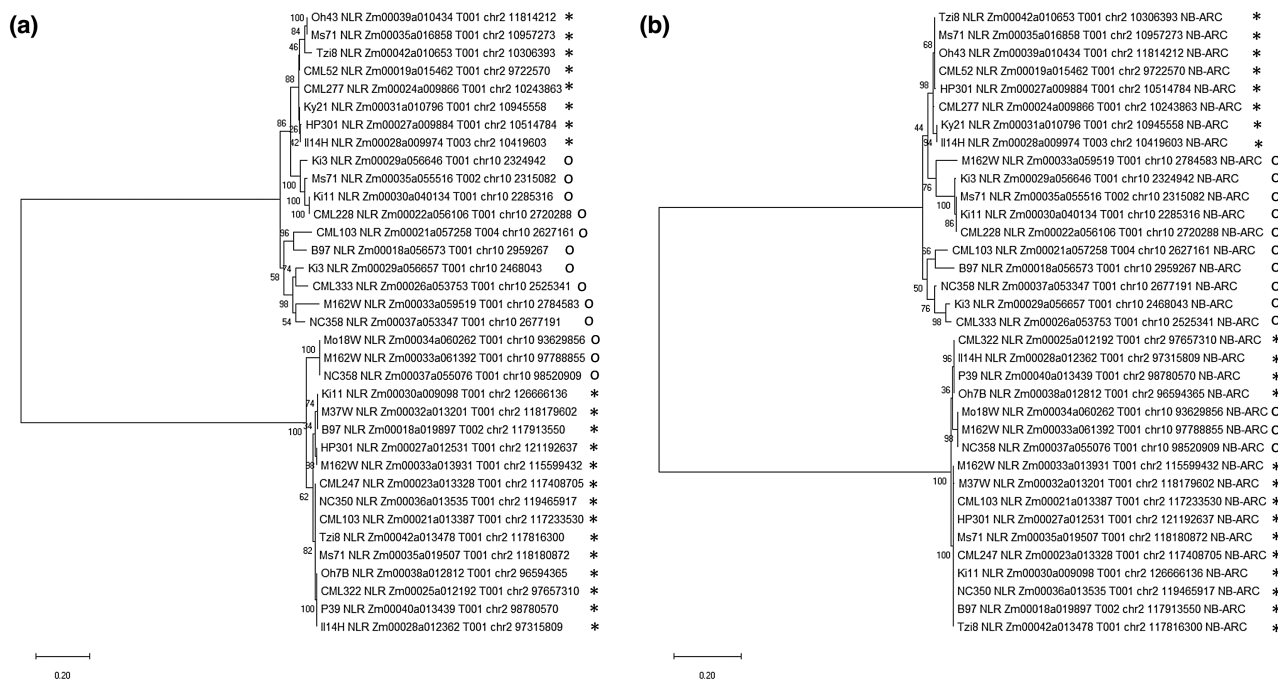 (a)
Oh43 NLR Zm00039a010434 T001 chr2 11814212 *
Ms71 NLR Zm00035a016858 T001 chr2 10957273 *
Tzi8 NLR Zm00042a010653 T001 chr2 10306393 *
CML52 NLR Zm00019a015462 T001 chr2 9722570 *
CML277 NLR Zm00024a009866 T001 chr2 10243863 *
Ky21 NLR Zm00031a010796 T001 chr2 10945558 *
HP301 NLR Zm00027a009884 T001 chr2 10514784 *
Il14H NLR Zm00028a009974 T003 chr2 10419603 *
Ki3 NLR Zm00029a056646 T001 chr10 2324942 o
Ms71 NLR Zm00035a055516 T002 chr10 2315082 o
Ki11 NLR Zm00030a040134 T001 chr10 2285316 o
CML228 NLR Zm00022a056106 T001 chr10 2720288 o
CML103 NLR Zm00021a057258 T004 chr10 2627161 o
B97 NLR Zm00018a056573 T001 chr10 2959267 o
Ki3 NLR Zm00029a056657 T001 chr10 2468043 o
CML333 NLR Zm00026a053753 T001 chr10 2525341 o
M162W NLR Zm00033a059519 T001 chr10 2784583 o
NC358 NLR Zm00037a053347 T001 chr10 2677191 o
Mo18W NLR Zm00034a060262 T001 chr10 93629856 o
M162W NLR Zm00033a061392 T001 chr10 97788855 o
NC358 NLR Zm00037a055076 T001 chr10 98520909 o
Ki11 NLR Zm00030a009098 T001 chr2 126666136 *
M37W NLR Zm00032a013201 T001 chr2 118179602 *
B97 NLR Zm00018a019897 T002 chr2 117913550 *
HP301 NLR Zm00027a012531 T001 chr2 121192637 *
M162W NLR Zm00033a013931 T001 chr2 115599432 *
CML247 NLR Zm00023a013328 T001 chr2 117408705 *
NC350 NLR Zm00036a013535 T001 chr2 119465917 *
CML103 NLR Zm00021a013387 T001 chr2 117233530 *
Tzi8 NLR Zm00042a013478 T001 chr2 117816300 *
Ms71 NLR Zm00035a019507 T001 chr2 118180872 *
Oh7B NLR Zm00038a012812 T001 chr2 96594365 *
CML322 NLR Zm00025a012192 T001 chr2 97657310 *
P39 NLR Zm00040a013439 T001 chr2 98780570 *
Il14H NLR Zm00028a012362 T001 chr2 97315809 *
100
84
46
88
86
26
42
100
100
100
96
74
58
98
54
100
74
34
100
98
62
82
100
0.20
(b)
Tzi8 NLR Zm00042a010653 T001 chr2 10306393 NB-ARC *
Ms71 NLR Zm00035a016858 T001 chr2 10957273 NB-ARC *
Oh43 NLR Zm00039a010434 T001 chr2 11814212 NB-ARC *
CML52 NLR Zm00019a015462 T001 chr2 9722570 NB-ARC *
HP301 NLR Zm00027a009884 T001 chr2 10514784 NB-ARC *
CML277 NLR Zm00024a009866 T001 chr2 10243863 NB-ARC *
Ky21 NLR Zm00031a010796 T001 chr2 10945558 NB-ARC *
Il14H NLR Zm00028a009974 T003 chr2 10419603 NB-ARC *
M162W NLR Zm00033a059519 T001 chr10 2784583 NB-ARC o
Ki3 NLR Zm00029a056646 T001 chr10 2324942 NB-ARC o
Ms71 NLR Zm00035a055516 T002 chr10 2315082 NB-ARC o
Ki11 NLR Zm00030a040134 T001 chr10 2285316 NB-ARC o
CML228 NLR Zm00022a056106 T001 chr10 2720288 NB-ARC o
CML103 NLR Zm00021a057258 T004 chr10 2627161 NB-ARC o
B97 NLR Zm00018a056573 T001 chr10 2959267 NB-ARC o
NC358 NLR Zm00037a053347 T001 chr10 2677191 NB-ARC o
Ki3 NLR Zm00029a056657 T001 chr10 2468043 NB-ARC o
CML333 NLR Zm00026a053753 T001 chr10 2525341 NB-ARC o
CML322 NLR Zm00025a012192 T001 chr2 97657310 NB-ARC *
Il14H NLR Zm00028a012362 T001 chr2 97315809 NB-ARC *
P39 NLR Zm00040a013439 T001 chr2 98780570 NB-ARC *
Oh7B NLR Zm00038a012812 T001 chr2 96594365 NB-ARC *
Mo18W NLR Zm00034a060262 T001 chr10 93629856 NB-ARC o
M162W NLR Zm00033a061392 T001 chr10 97788855 NB-ARC o
NC358 NLR Zm00037a055076 T001 chr10 98520909 NB-ARC o
M162W NLR Zm00033a013931 T001 chr2 115599432 NB-ARC *
M37W NLR Zm00032a013201 T001 chr2 118179602 NB-ARC *
CML103 NLR Zm00021a013387 T001 chr2 117233530 NB-ARC *
HP301 NLR Zm00027a012531 T001 chr2 121192637 NB-ARC *
Ms71 NLR Zm00035a019507 T001 chr2 118180872 NB-ARC *
CML247 NLR Zm00023a013328 T001 chr2 117408705 NB-ARC *
Ki11 NLR Zm00030a009098 T001 chr2 126666136 NB-ARC *
NC350 NLR Zm00036a013535 T001 chr2 119465917 NB-ARC *
B97 NLR Zm00018a019897 T002 chr2 117913550 NB-ARC *
Tzi8 NLR Zm00042a013478 T001 chr2 117816300 NB-ARC *
68
98
44
94
76
100
86
66
50
76
98
96
36
98
100
100
0.20